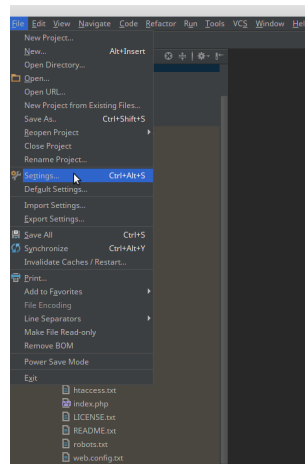 File Edit View Navigate Code Refactor Run Tools VCS Window Hel
New Project...
New... Alt+Insert
Open Directory...
Open...
Open URL...
New Project from Existing Files...
Save As.. Ctrl+Shift+S
Reopen Project
Close Project
Rename Project...
Settings... Ctrl+Alt+S
Default Settings...
Import Settings...
Export Settings...
Save All Ctrl+S
Synchronize Ctrl+Alt+Y
Invalidate Caches / Restart...
Print...
Add to Favorites
File Encoding
Line Separators
Make File Read-only
Remove BOM
Power Save Mode
Exit
htaccess.txt
index.php
LICENSE.txt
README.txt
robots.txt
web.config.txt